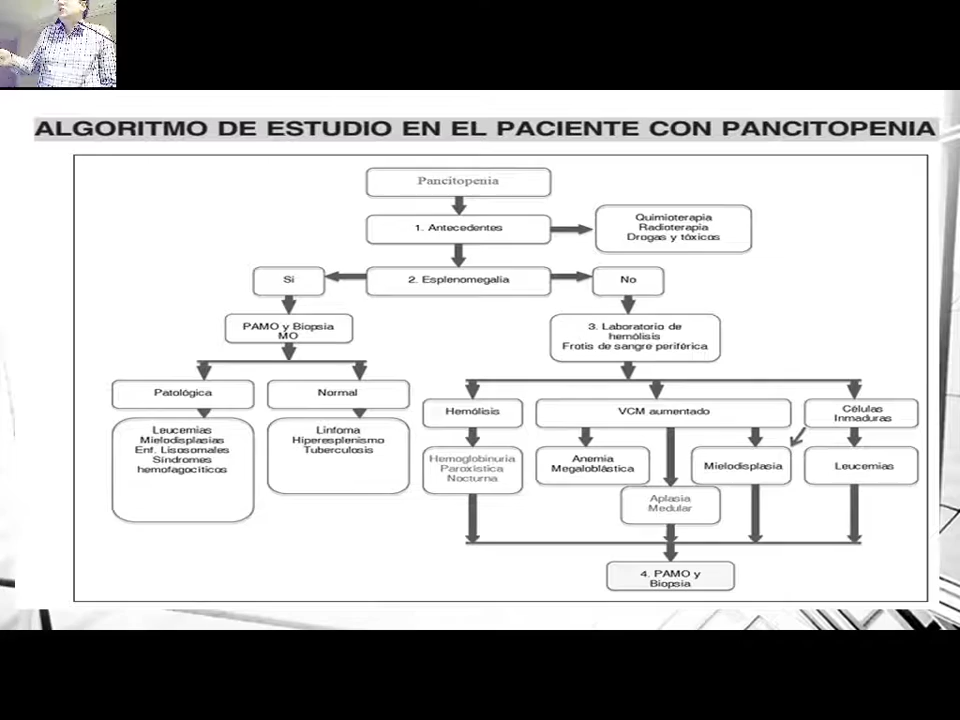 ALGORITMO DE ESTUDIO EN EL PACIENTE CON PANCITOPENIA
Pancitopenia
1. Antecedentes
Quimioterapia
Radioterapia
Drogas y tóxicos
Si
2. Esplenomegalia
No
PAMO y Biopsia
MO
3. Laboratorio de
hemólisis
Frotis de sangre periférica
Patológica
Normal
Hemólisis
VCM aumentado
Células
Inmaduras
Leucemias
Mielodisplasias
Enf. Lisosomales
Síndromes
hemofagocíticos
Linfoma
Hiperesplenismo
Tuberculosis
Hemoglobinuria
Paroxística
Nocturna
Anemia
Megaloblástica
Mielodisplasia
Leucemias
Aplasia
Medular
4. PAMO y
Biopsia